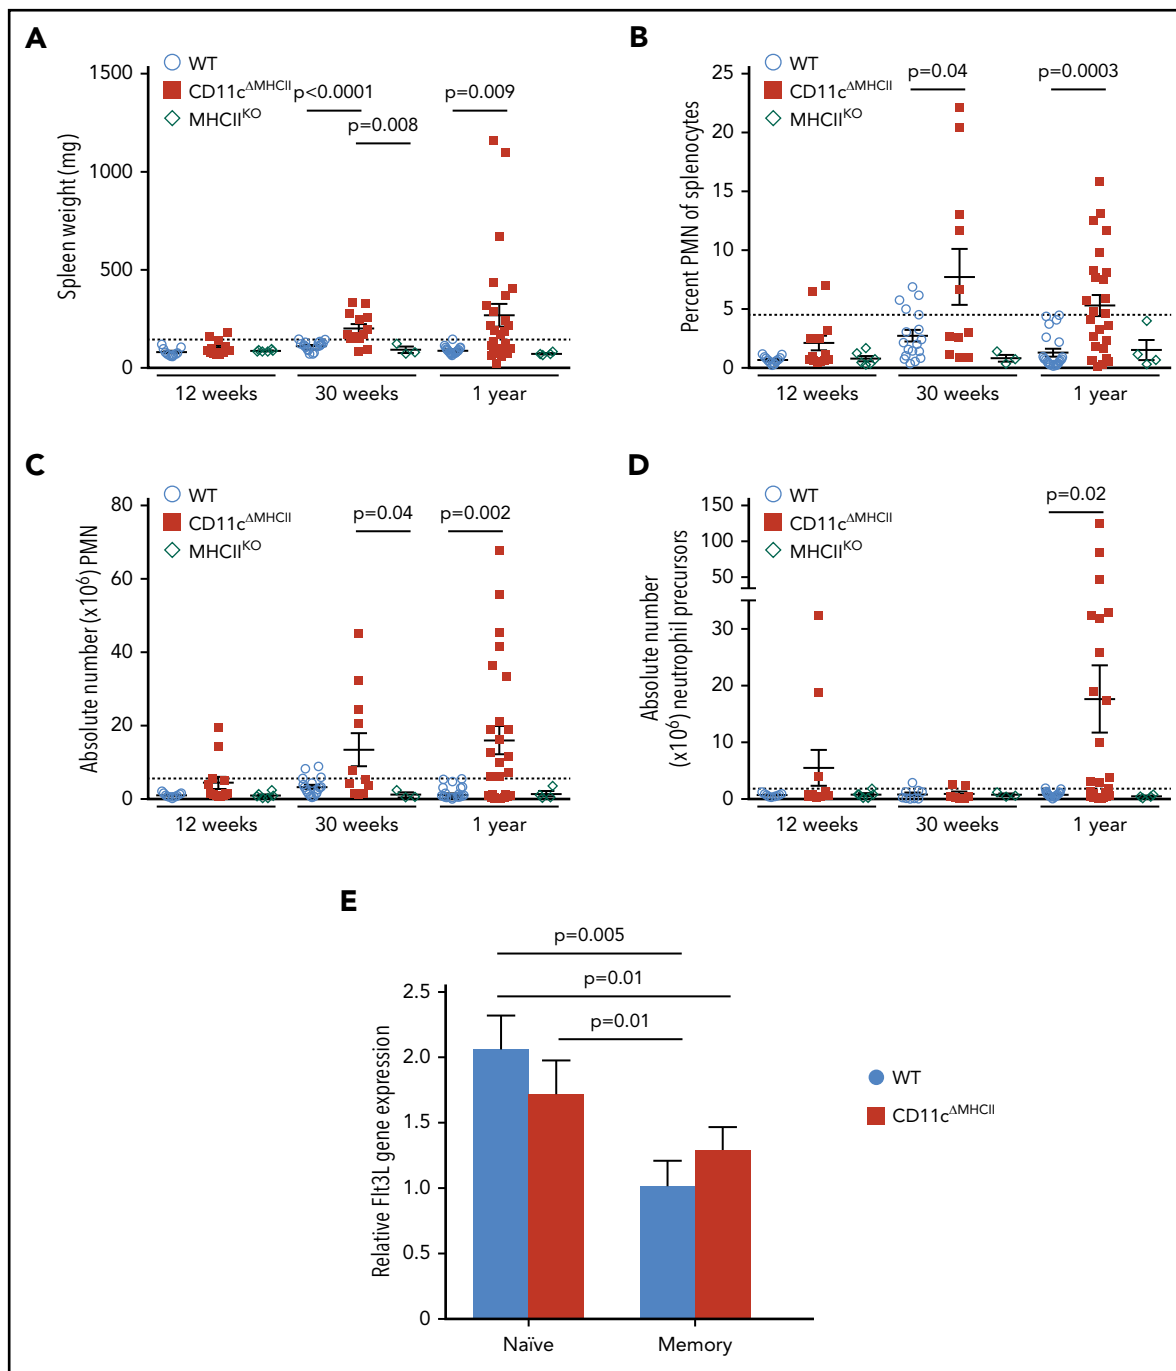 A
WT
CD11c^ΔMHCII
MHCII^KO
Spleen weight (mg)
1500
1000
500
0
p<0.0001
p=0.008
p=0.009
12 weeks
30 weeks
1 year
B
WT
CD11c^ΔMHCII
MHCII^KO
Percent PMN of splenocytes
25
20
15
10
5
0
p=0.04
p=0.0003
12 weeks
30 weeks
1 year
C
WT
CD11c^ΔMHCII
MHCII^KO
Absolute number (x10^6) PMN
80
60
40
20
0
p=0.04
p=0.002
12 weeks
30 weeks
1 year
D
WT
CD11c^ΔMHCII
MHCII^KO
Absolute number
(x10^6) neutrophil precursors
150
100
50
30
20
10
0
p=0.02
12 weeks
30 weeks
1 year
E
p=0.005
p=0.01
p=0.01
Relative Flt3L gene expression
2.5
2.0
1.5
1.0
0.5
0
Naïve
Memory
WT
CD11c^ΔMHCII